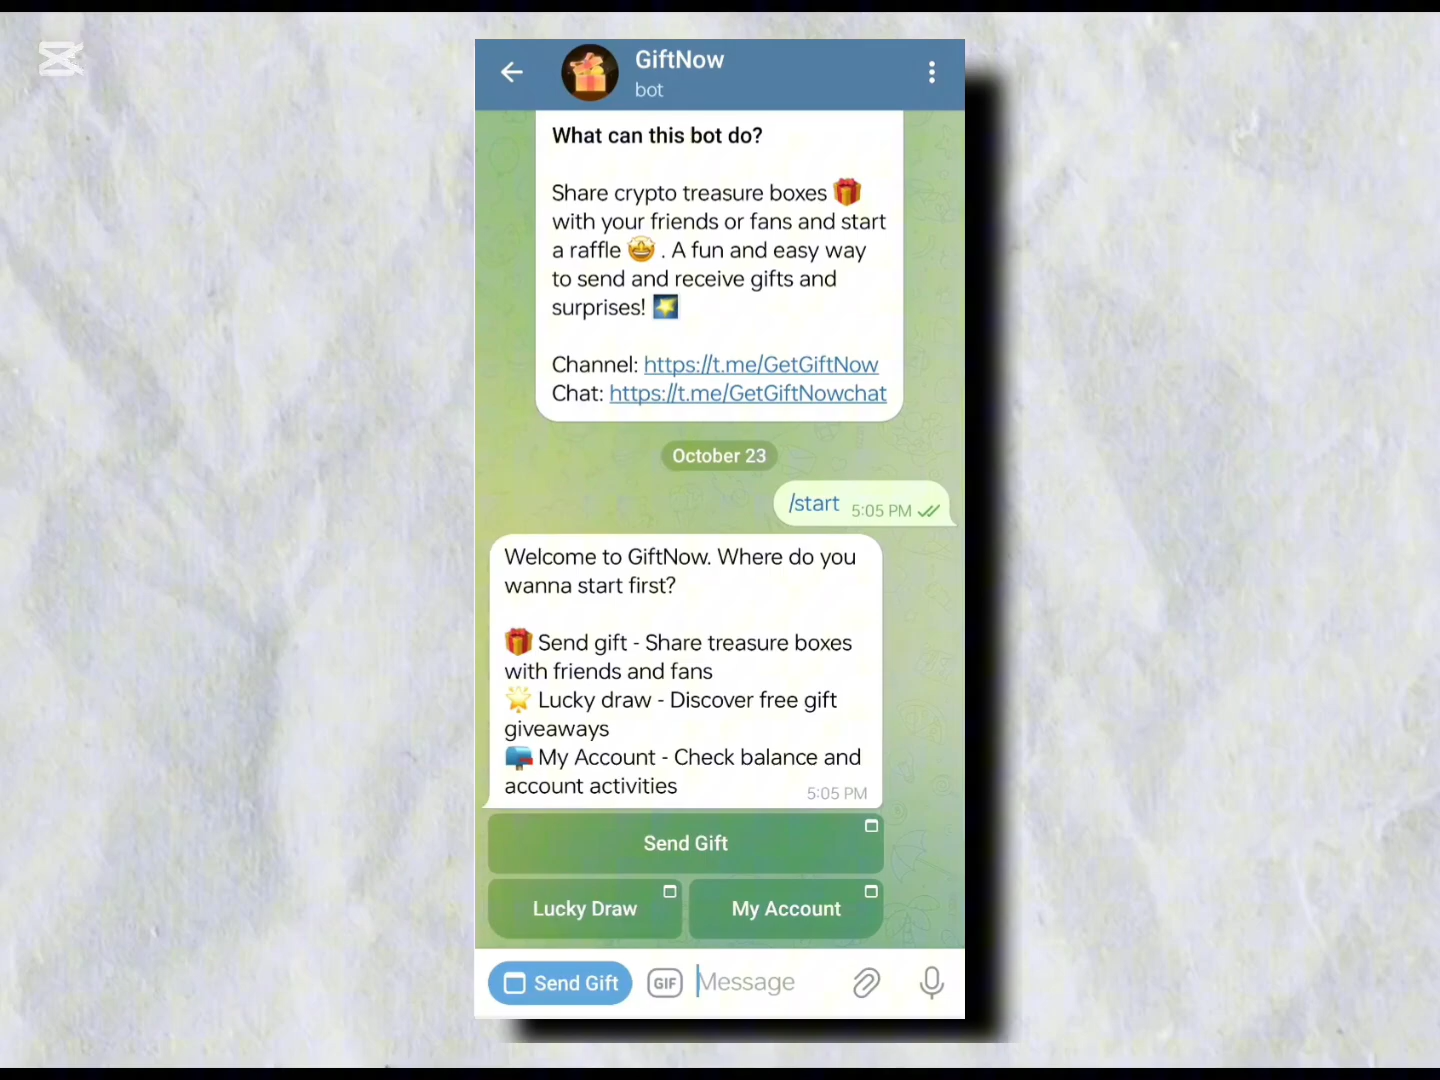 GiftNow
bot
What can this bot do?
Share crypto treasure boxes 🎁
with your friends or fans and start
a raffle 🤩 . A fun and easy way
to send and receive gifts and
surprises! 🌠
Channel: https://t.me/GetGiftNow
Chat: https://t.me/GetGiftNowchat
October 23
/start 5:05 PM
Welcome to GiftNow. Where do you
wanna start first?
🎁 Send gift - Share treasure boxes
with friends and fans
🌟 Lucky draw - Discover free gift
giveaways
📪 My Account - Check balance and
account activities
5:05 PM
Send Gift
Lucky Draw
My Account
Send Gift
GIF
Message